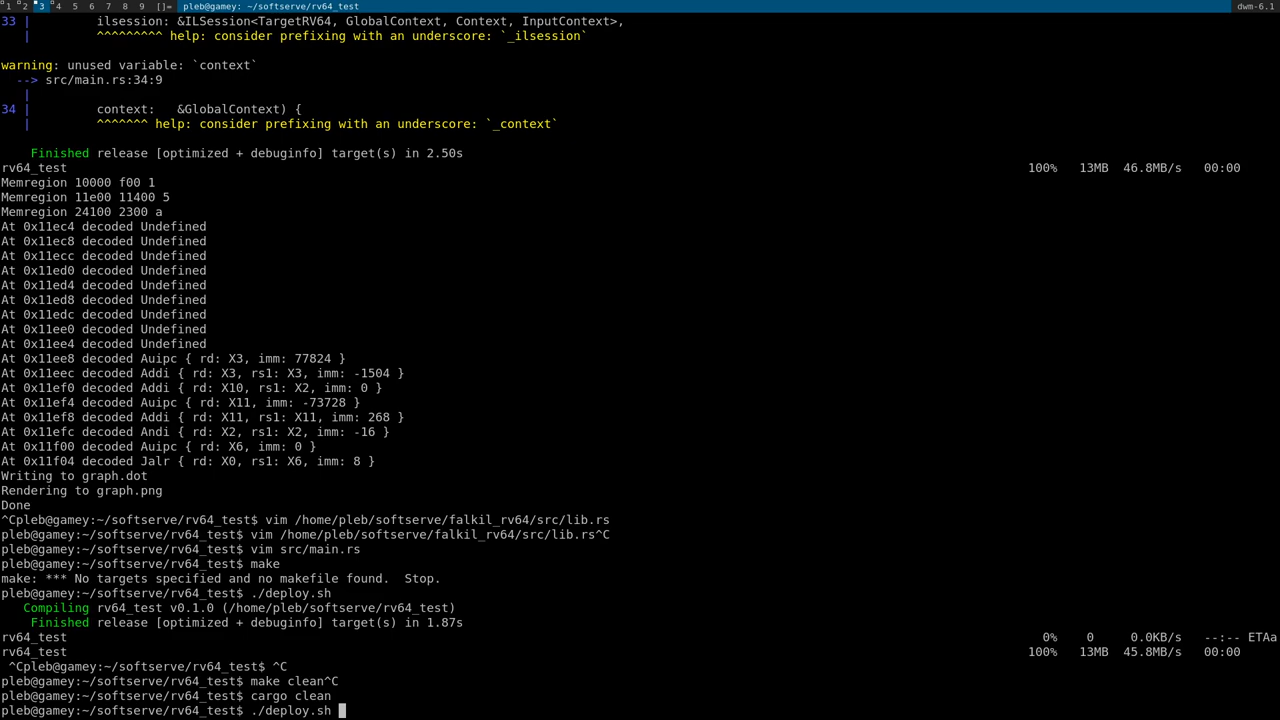 1 2 3 4 5 6 7 8 9 []= pleb@gamey: ~/softserve/rv64_test dwm-6.1
33 | ilsession: &ILSession<TargetRV64, GlobalContext, Context, InputContext>,
| ^^^^^^^^^ help: consider prefixing with an underscore: `_ilsession`
warning: unused variable: `context`
--> src/main.rs:34:9
|
34 | context: &GlobalContext) {
| ^^^^^^^ help: consider prefixing with an underscore: `_context`
Finished release [optimized + debuginfo] target(s) in 2.50s
rv64_test 100% 13MB 46.8MB/s 00:00
Memregion 10000 f00 1
Memregion 11e00 11400 5
Memregion 24100 2300 a
At 0x11ec4 decoded Undefined
At 0x11ec8 decoded Undefined
At 0x11ecc decoded Undefined
At 0x11ed0 decoded Undefined
At 0x11ed4 decoded Undefined
At 0x11ed8 decoded Undefined
At 0x11edc decoded Undefined
At 0x11ee0 decoded Undefined
At 0x11ee4 decoded Undefined
At 0x11ee8 decoded Auipc { rd: X3, imm: 77824 }
At 0x11eec decoded Addi { rd: X3, rs1: X3, imm: -1504 }
At 0x11ef0 decoded Addi { rd: X10, rs1: X2, imm: 0 }
At 0x11ef4 decoded Auipc { rd: X11, imm: -73728 }
At 0x11ef8 decoded Addi { rd: X11, rs1: X11, imm: 268 }
At 0x11efc decoded Andi { rd: X2, rs1: X2, imm: -16 }
At 0x11f00 decoded Auipc { rd: X6, imm: 0 }
At 0x11f04 decoded Jalr { rd: X0, rs1: X6, imm: 8 }
Writing to graph.dot
Rendering to graph.png
Done
^Cpleb@gamey:~/softserve/rv64_test$ vim /home/pleb/softserve/falkil_rv64/src/lib.rs
pleb@gamey:~/softserve/rv64_test$ vim /home/pleb/softserve/falkil_rv64/src/lib.rs^C
pleb@gamey:~/softserve/rv64_test$ vim src/main.rs
pleb@gamey:~/softserve/rv64_test$ make
make: *** No targets specified and no makefile found.  Stop.
pleb@gamey:~/softserve/rv64_test$ ./deploy.sh
Compiling rv64_test v0.1.0 (/home/pleb/softserve/rv64_test)
Finished release [optimized + debuginfo] target(s) in 1.87s
rv64_test 0% 0 0.0KB/s --:-- ETAa
rv64_test 100% 13MB 45.8MB/s 00:00
^Cpleb@gamey:~/softserve/rv64_test$ ^C
pleb@gamey:~/softserve/rv64_test$ make clean^C
pleb@gamey:~/softserve/rv64_test$ cargo clean
pleb@gamey:~/softserve/rv64_test$ ./deploy.sh